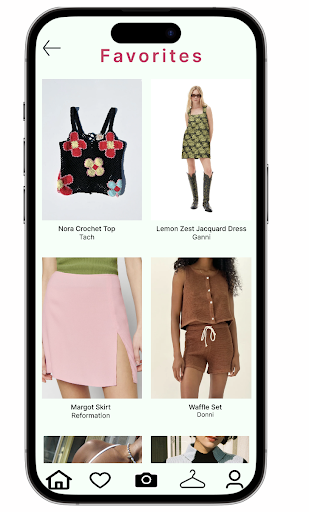 Favorites
Nora Crochet Top
Tach
Lemon Zest Jacquard Dress
Ganni
Margot Skirt
Reformation
Waffle Set
Donni